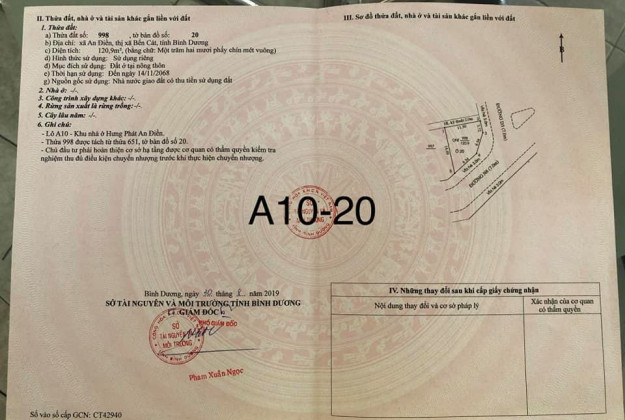 II. Thửa đất, nhà ở và tài sản khác gắn liền với đất
1. Thửa đất:
a) Thửa đất số: 998 , tờ bản đồ số: 20
b) Địa chỉ: xã An Điền, thị xã Bến Cát, tỉnh Bình Dương
c) Diện tích: 120,9m², (bằng chữ: Một trăm hai mươi phẩy chín mét vuông)
d) Hình thức sử dụng: Sử dụng riêng
đ) Mục đích sử dụng: Đất ở tại nông thôn
e) Thời hạn sử dụng: Đến ngày 14/11/2068
g) Nguồn gốc sử dụng: Nhà nước giao đất có thu tiền sử dụng đất
2. Nhà ở: -/-.
3. Công trình xây dựng khác: -/-.
4. Rừng sản xuất là rừng trồng: -/-.
5. Cây lâu năm: -/-.
6. Ghi chú:
- Lô A10 - Khu nhà ở Hưng Phát An Điền.
- Thửa 998 được tách từ thửa 651, tờ bản đồ số 20.
- Chủ đầu tư phải hoàn thiện cơ sở hạ tầng được cơ quan có thẩm quyền kiểm tra
nghiệm thu đủ điều kiện chuyển nhượng trước khi thực hiện chuyển nhượng.
III. Sơ đồ thửa đất, nhà ở và tài sản khác gắn liền với đất
B
998
A10-20
Bình Dương, ngày tháng năm 2019
SỞ TÀI NGUYÊN VÀ MÔI TRƯỜNG TỈNH BÌNH DƯƠNG
GIÁM ĐỐC
PHÓ GIÁM ĐỐC
SỞ
TÀI NGUYÊN
MÔI TRƯỜNG
Phạm Xuân Ngọc
IV. Những thay đổi sau khi cấp giấy chứng nhận
Nội dung thay đổi và cơ sở pháp lý
Xác nhận của cơ quan
có thẩm quyền
Số vào sổ cấp GCN: CT42940